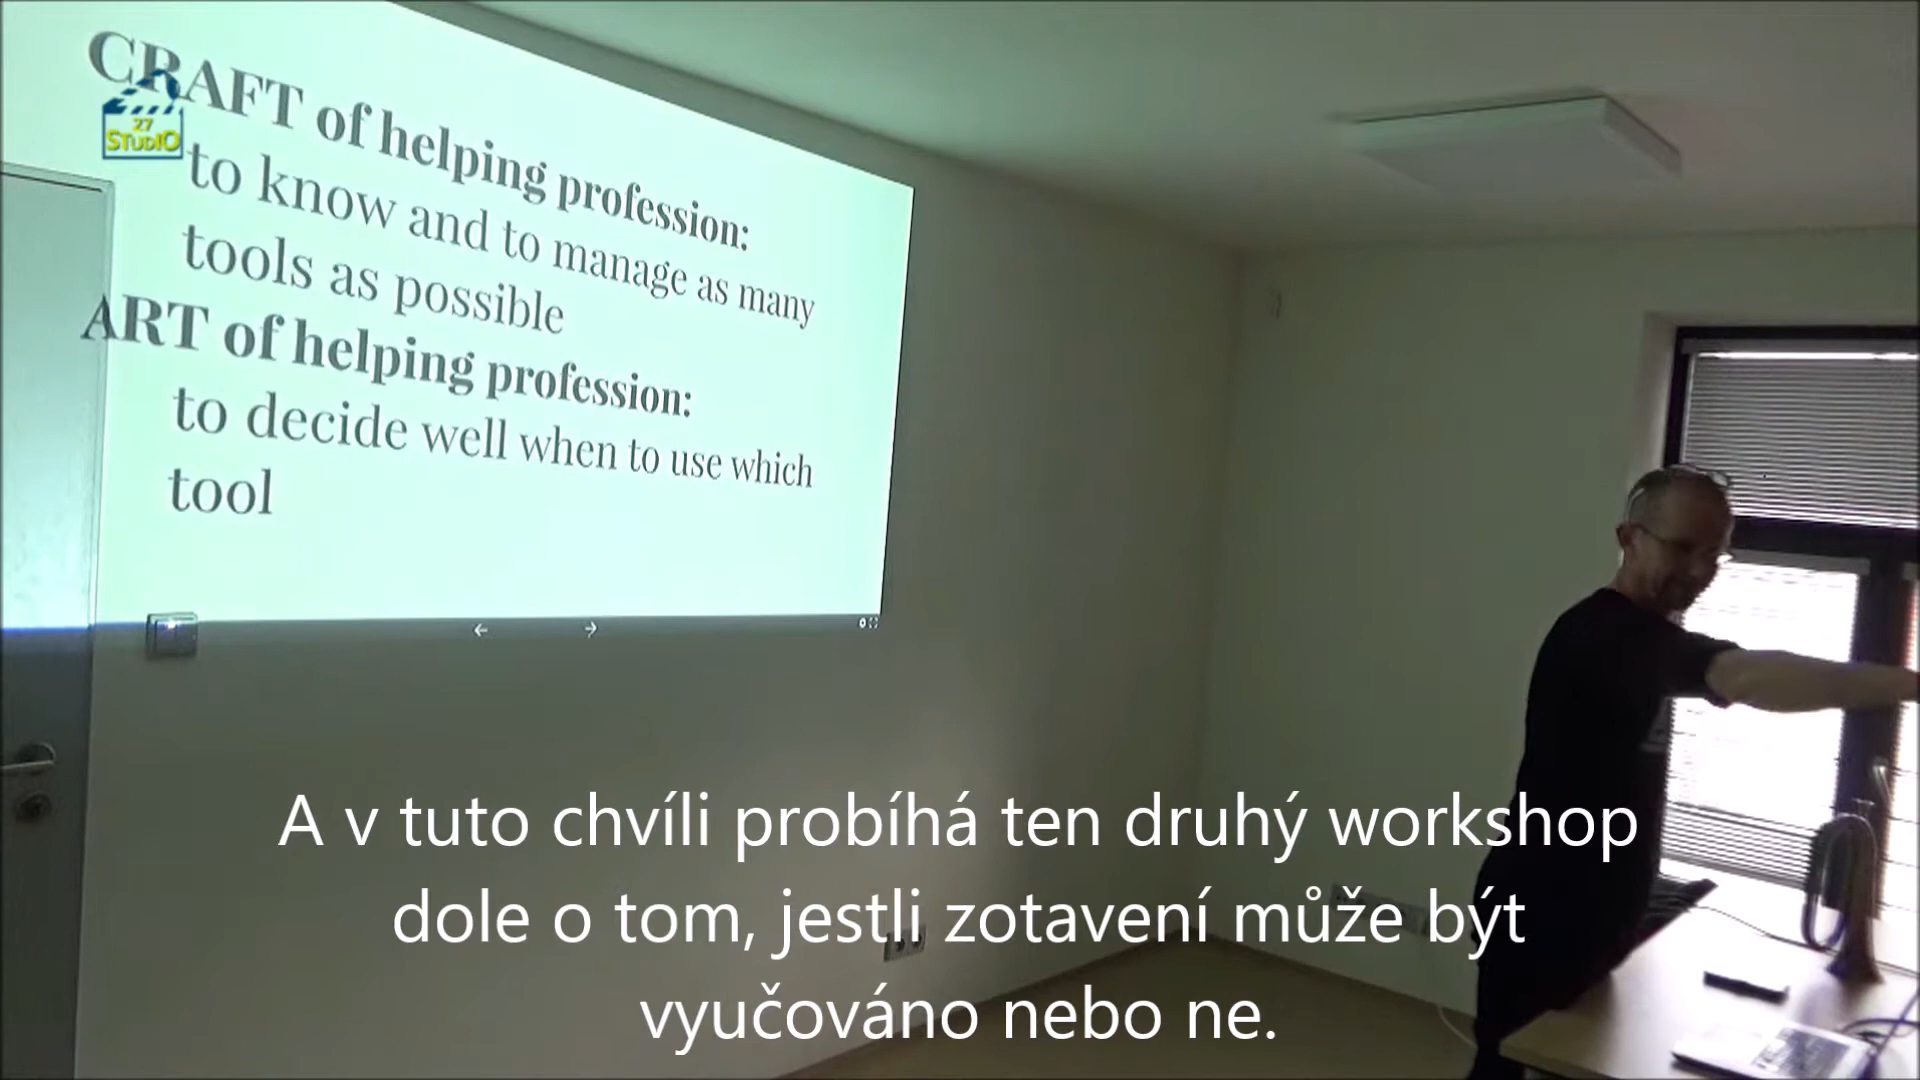 CRAFT of helping profession:
to know and to manage as many
tools as possible
ART of helping profession:
to decide well when to use which
tool
27
STUDIO
A v tuto chvíli probíhá ten druhý workshop
dole o tom, jestli zotavení může být
vyučováno nebo ne.